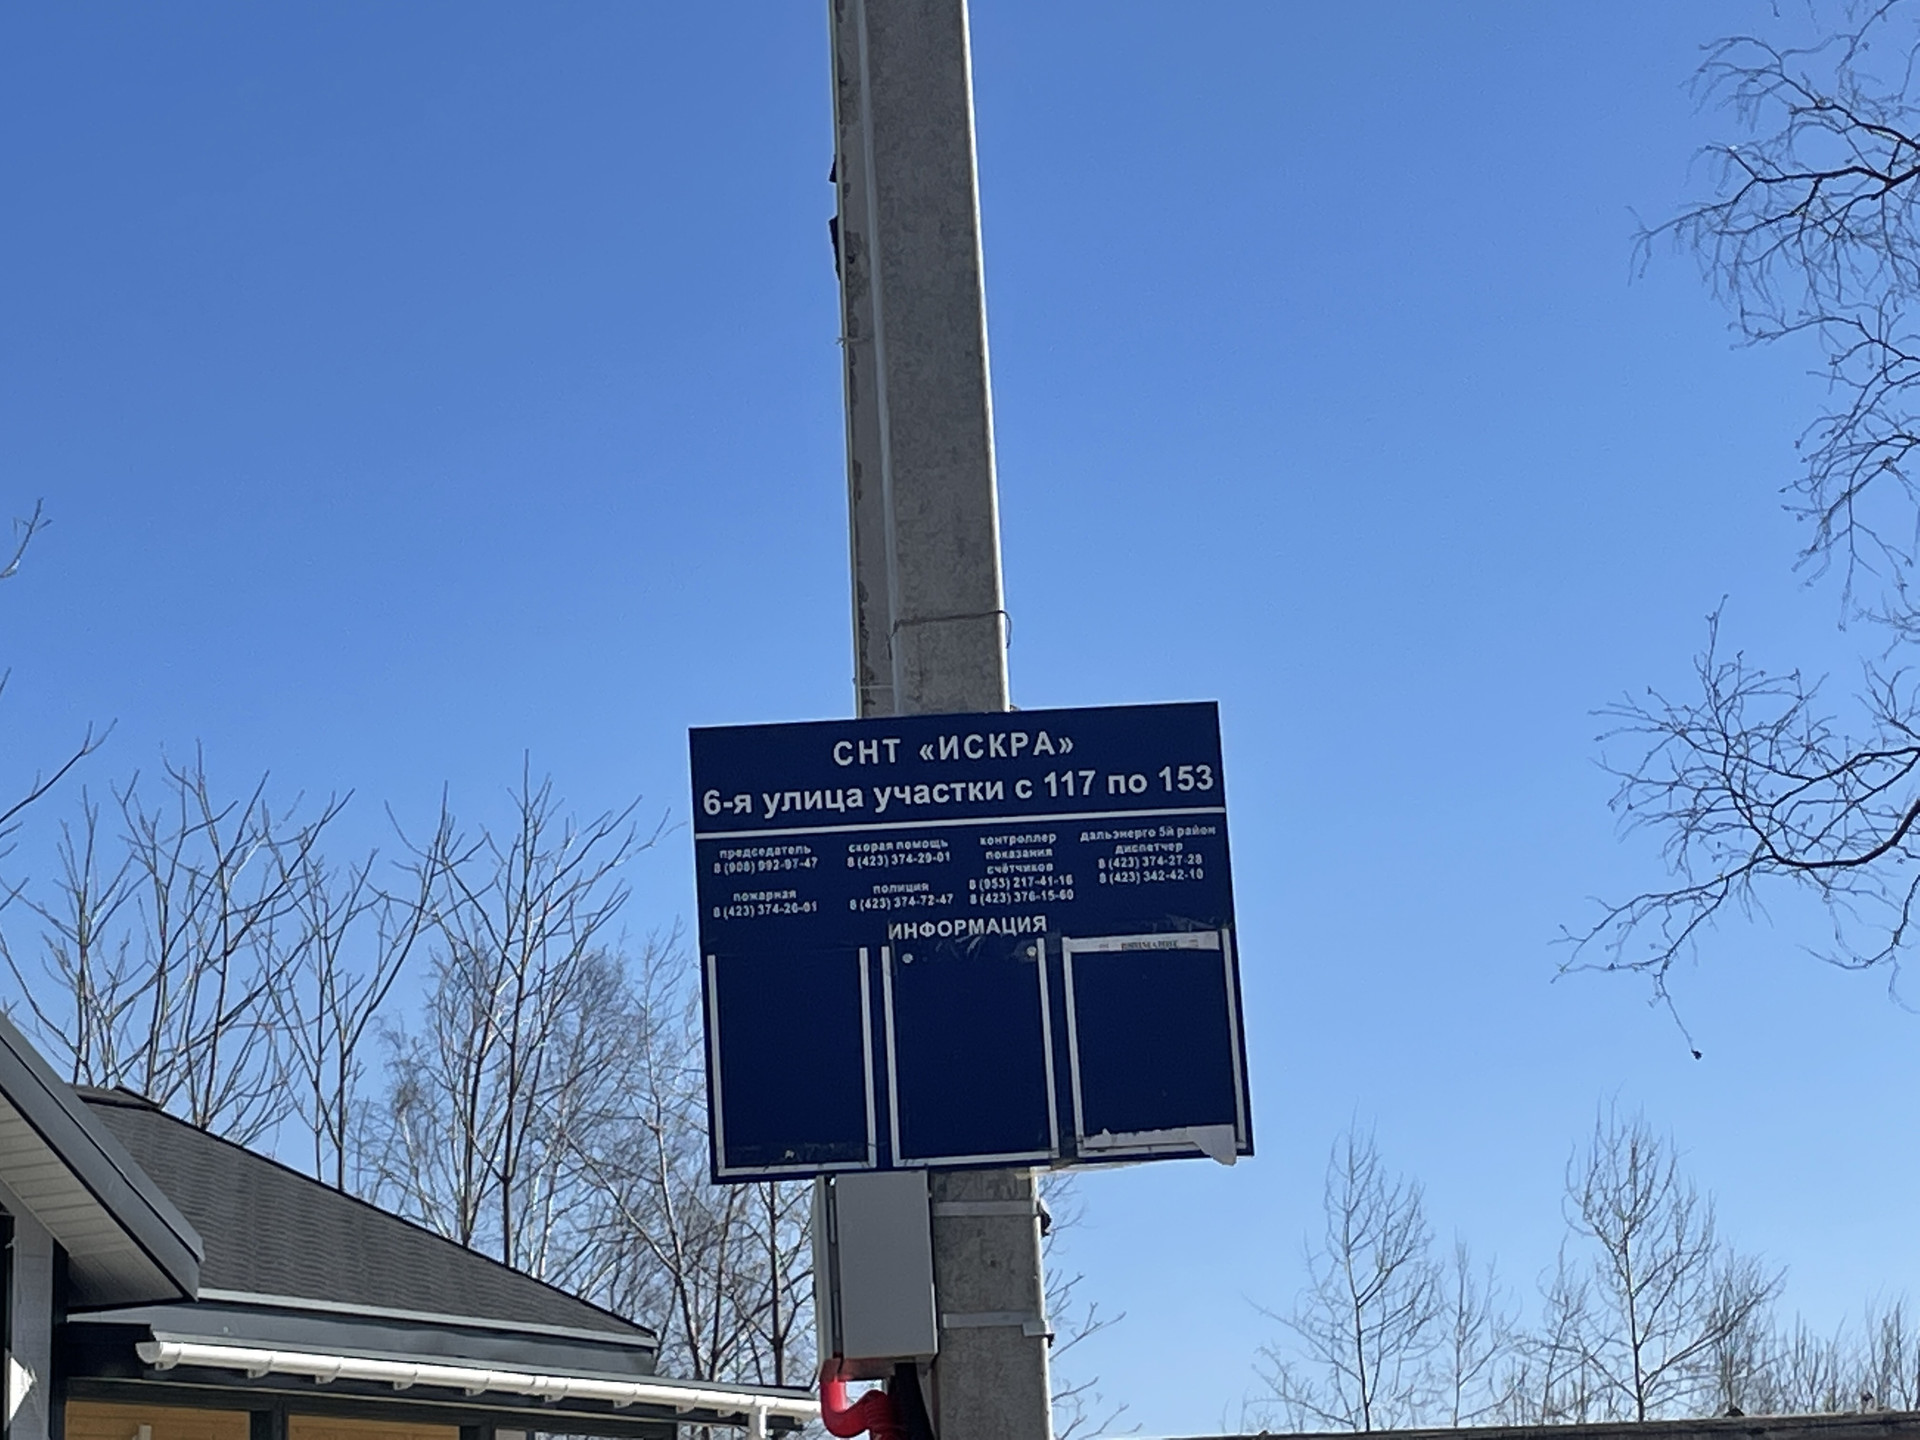 СНТ «ИСКРА»
6-я улица участки с 117 по 153
председатель
8 (908) 992-97-47
пожарная
8 (423) 374-26-01
скорая помощь
8 (423) 374-29-01
полиция
8 (423) 374-72-47
контроллер
показания
счётчиков
8 (953) 217-41-16
8 (423) 376-15-60
дальэнерго 5й район
диспетчер
8 (423) 374-27-28
8 (423) 342-42-10
ИНФОРМАЦИЯ